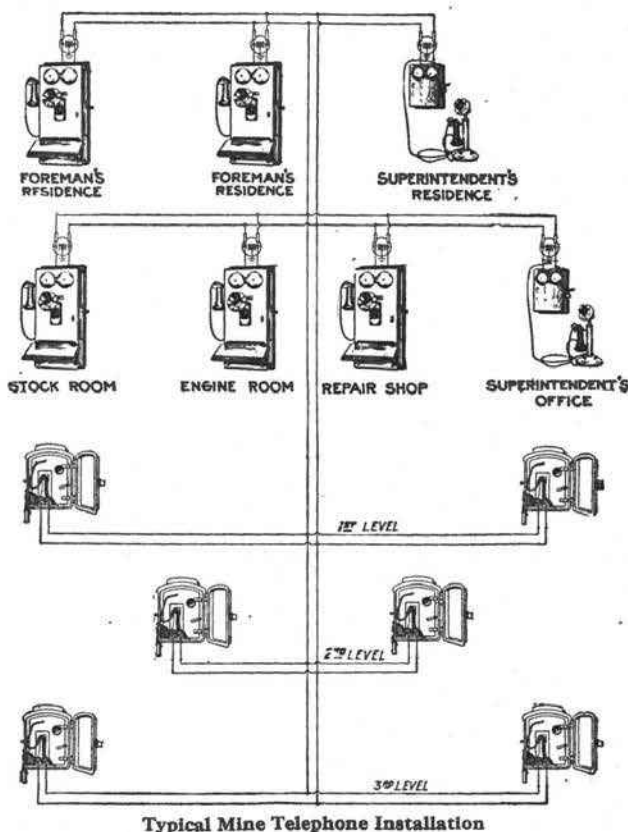 FOREMAN'S
RESIDENCE
FOREMAN'S
RESIDENCE
SUPERINTENDENT'S
RESIDENCE
STOCK ROOM
ENGINE ROOM
REPAIR SHOP
SUPERINTENDENT'S
OFFICE
1ST LEVEL
2ND LEVEL
3RD LEVEL
Typical Mine Telephone Installation